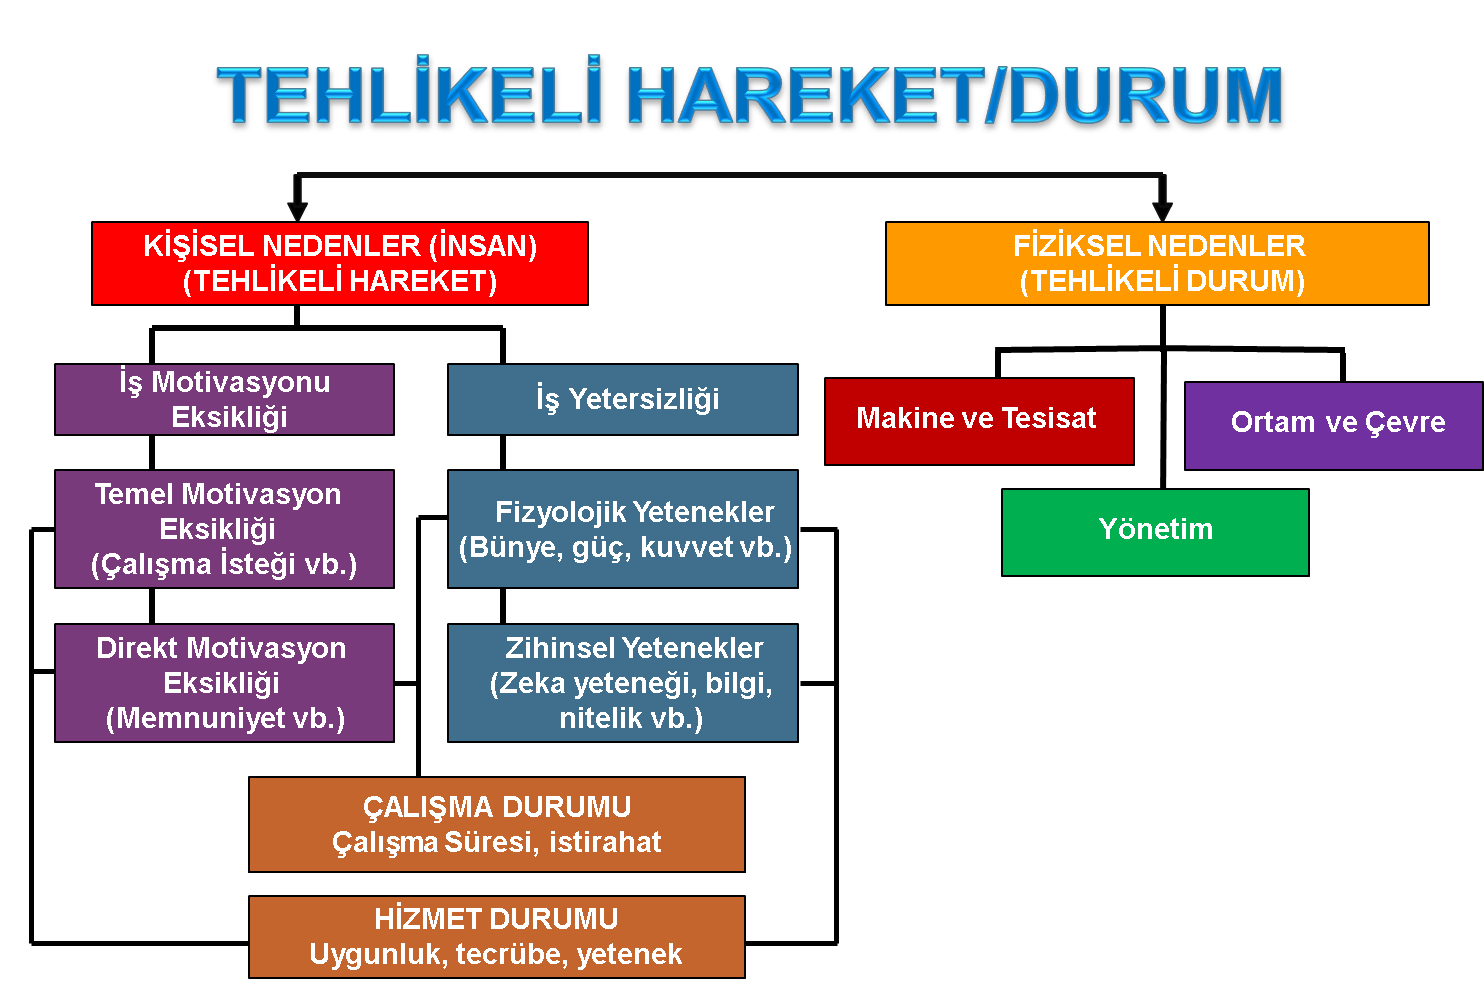 TEHLİKELİ HAREKET/DURUM
KİŞİSEL NEDENLER (İNSAN)
(TEHLİKELİ HAREKET)
FİZİKSEL NEDENLER
(TEHLİKELİ DURUM)
İş Motivasyonu
Eksikliği
İş Yetersizliği
Makine ve Tesisat
Ortam ve Çevre
Temel Motivasyon
Eksikliği
(Çalışma İsteği vb.)
Fizyolojik Yetenekler
(Bünye, güç, kuvvet vb.)
Yönetim
Direkt Motivasyon
Eksikliği
(Memnuniyet vb.)
Zihinsel Yetenekler
(Zeka yeteneği, bilgi,
nitelik vb.)
ÇALIŞMA DURUMU
Çalışma Süresi, istirahat
HİZMET DURUMU
Uygunluk, tecrübe, yetenek